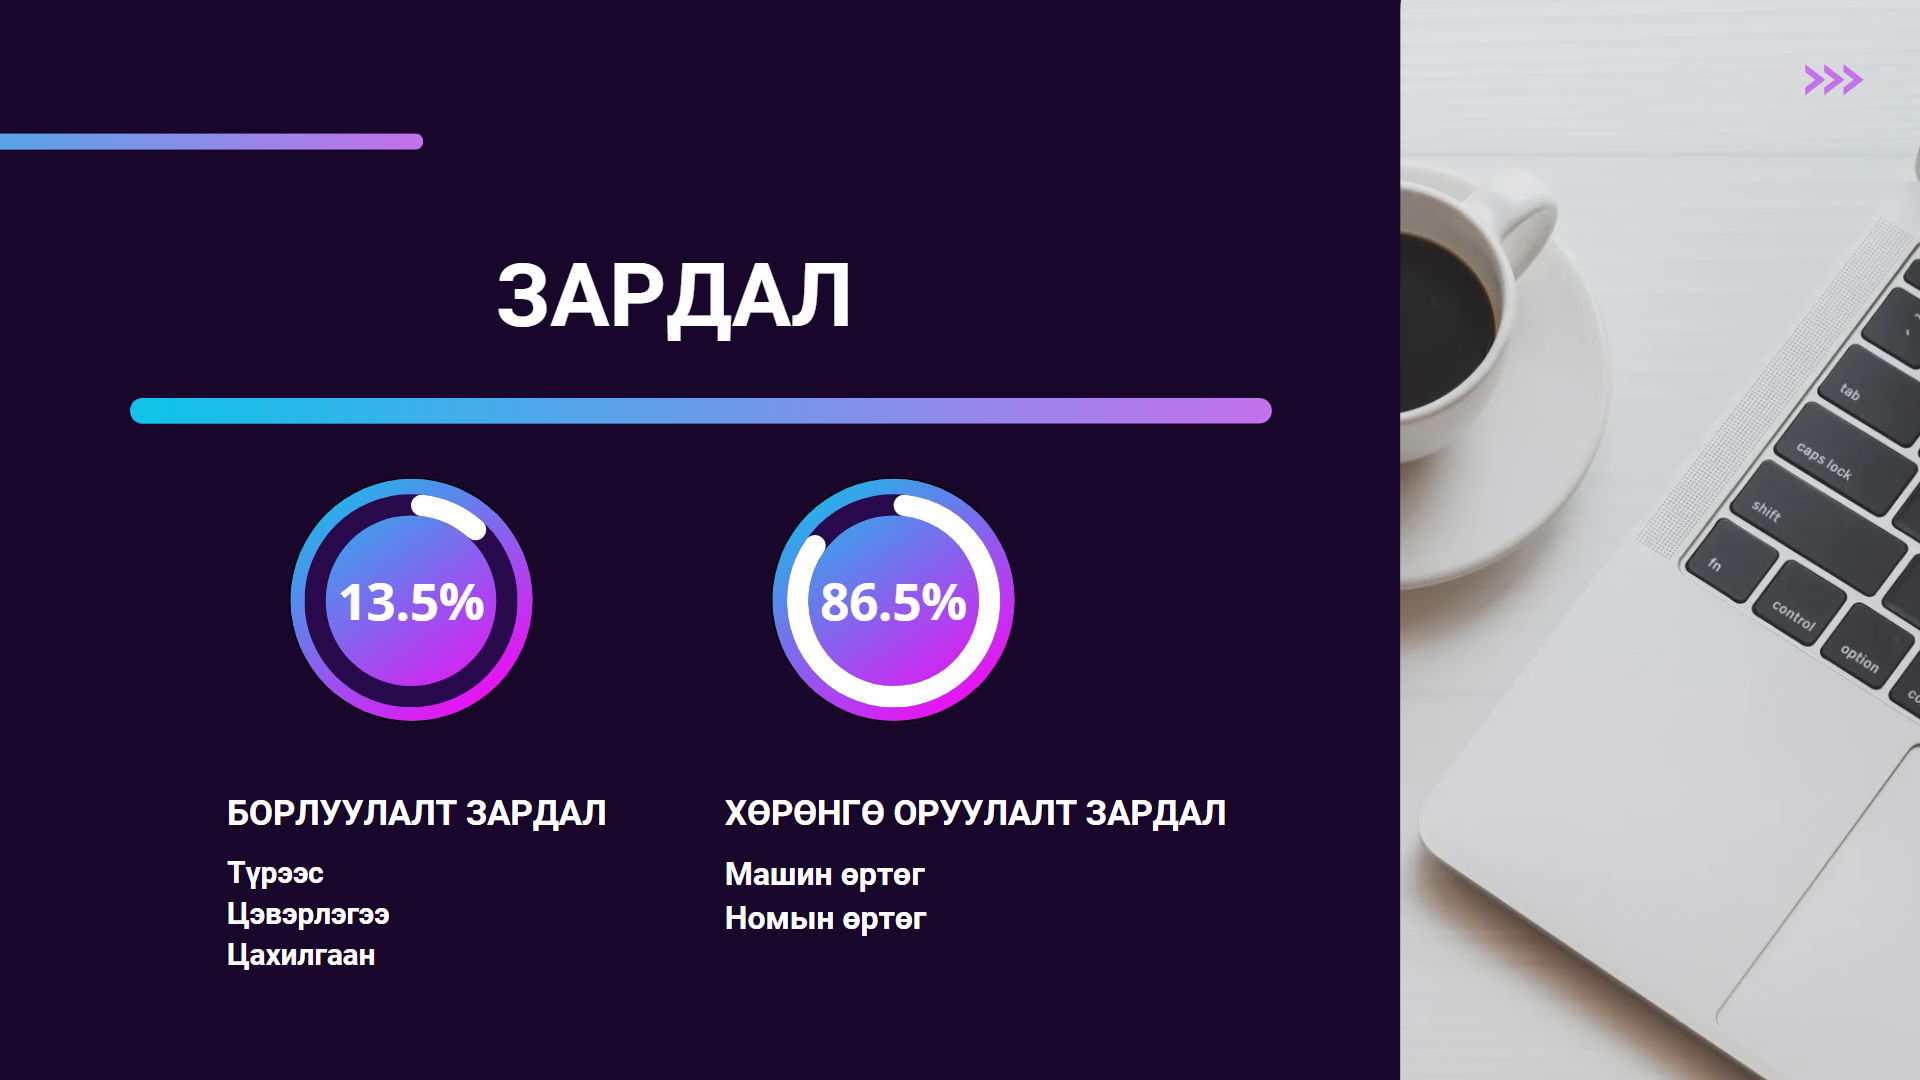 ЗАРДАЛ
13.5%
86.5%
БОРЛУУЛАЛТ ЗАРДАЛ
Түрээс
Цэвэрлэгээ
Цахилгаан
ХӨРӨНГӨ ОРУУЛАЛТ ЗАРДАЛ
Машин өртөг
Номын өртөг
tab
caps lock
shift
fn
control
option